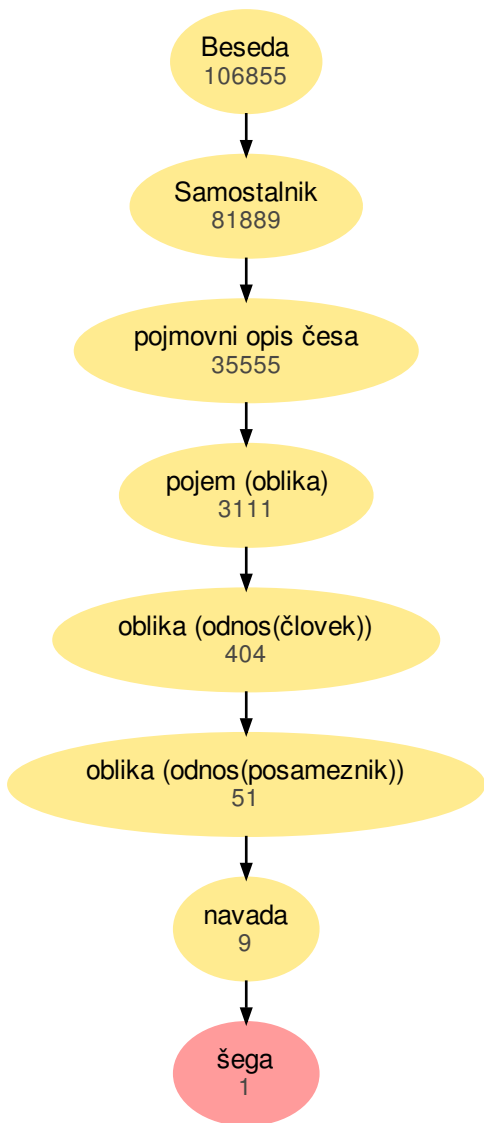 Beseda
106855
Samostalnik
81889
pojmovni opis česa
35555
pojem (oblika)
3111
oblika (odnos(človek))
404
oblika (odnos(posameznik))
51
navada
9
šega
1